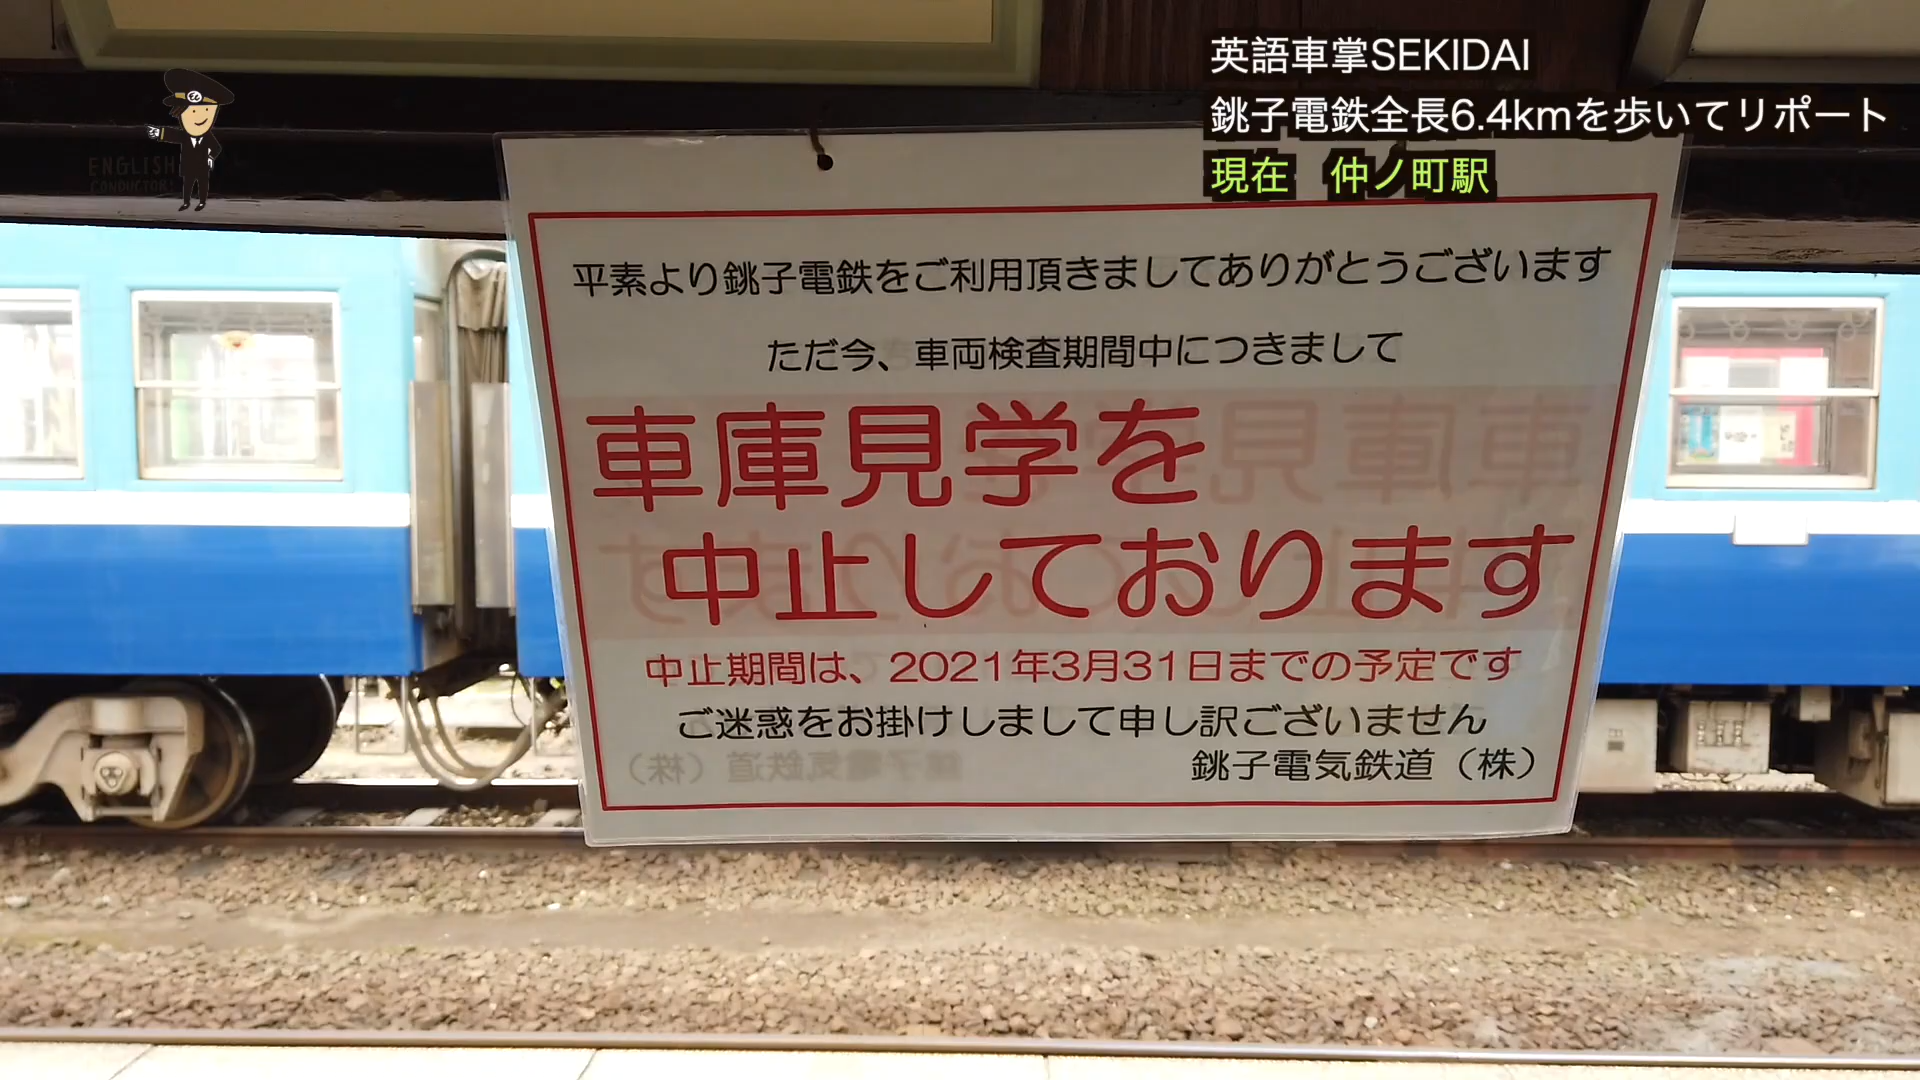 英語車掌SEKIDAI
銚子電鉄全長6.4kmを歩いてリポート
現在 仲ノ町駅
ENGLISH
CONDUCTOR
平素より銚子電鉄をご利用頂きましてありがとうございます
ただ今、車両検査期間中につきまして
車庫見学を
中止しております
中止期間は、2021年3月31日までの予定です
ご迷惑をお掛けしまして申し訳ございません
銚子電気鉄道（株）